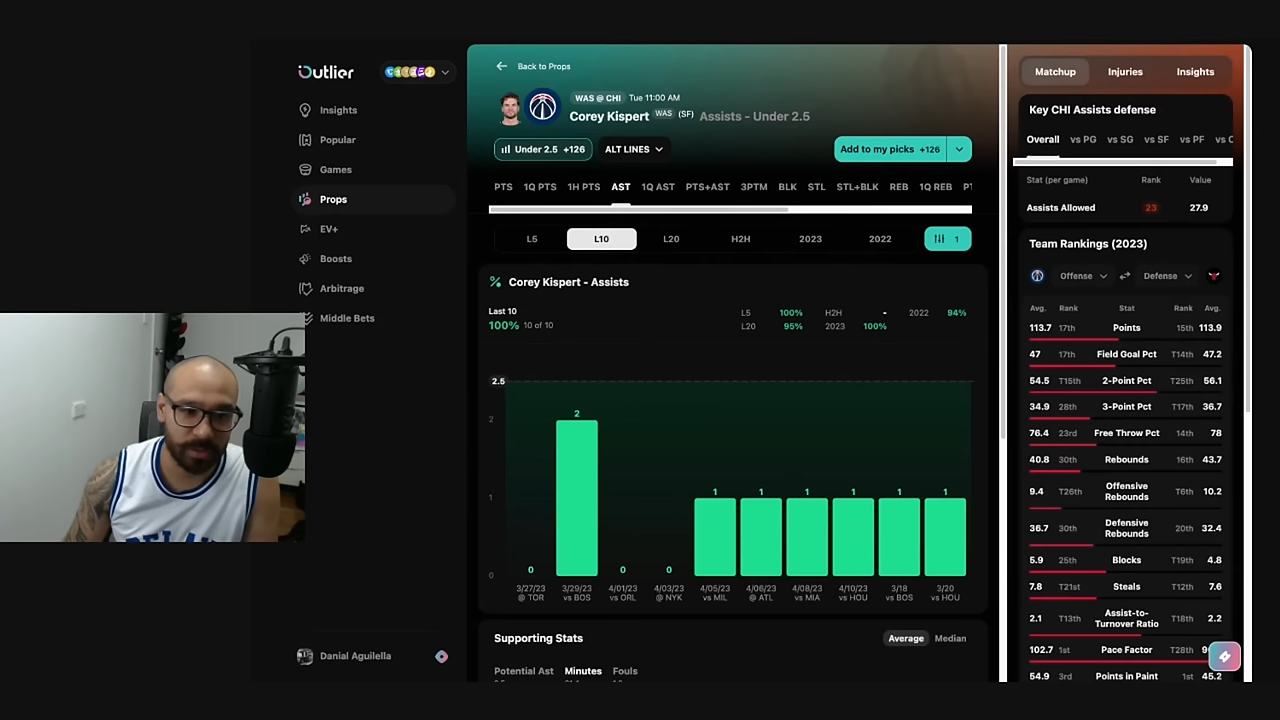 Outlier
Insights
Popular
Games
Props
EV+
Boosts
Arbitrage
Middle Bets
Danial Aguilella
Back to Props
WAS @ CHI Tue 11:00 AM
Corey Kispert WAS (SF) Assists - Under 2.5
Under 2.5 +126 ALT LINES
Add to my picks +126
PTS 1Q PTS 1H PTS AST 1Q AST PTS+AST 3PTM BLK STL STL+BLK REB 1Q REB
L5 L10 L20 H2H 2023 2022 1
Corey Kispert - Assists
Last 10
100% 10 of 10
L5 100% H2H - 2022 94%
L20 95% 2023 100%
2.5
2
1
0
0 2 0 0 1 1 1 1 1 1
3/27/23 3/29/23 4/01/23 4/03/23 4/05/23 4/06/23 4/08/23 4/10/23 3/18 3/20
@ TOR vs BOS vs ORL @ NYK vs MIL @ ATL vs MIA vs HOU vs BOS vs HOU
Supporting Stats
Average Median
Potential Ast Minutes Fouls
Matchup Injuries Insights
Key CHI Assists defense
Overall vs PG vs SG vs SF vs PF vs
Stat (per game) Rank Value
Assists Allowed 23 27.9
Team Rankings (2023)
Offense Defense
Avg. Rank Stat Rank Avg.
113.7 17th Points 15th 113.9
47 17th Field Goal Pct T14th 47.2
54.5 T15th 2-Point Pct T25th 56.1
34.9 28th 3-Point Pct T17th 36.7
76.4 23rd Free Throw Pct 14th 78
40.8 30th Rebounds 16th 43.7
9.4 T26th Offensive Rebounds T6th 10.2
36.7 30th Defensive Rebounds 20th 32.4
5.9 25th Blocks T19th 4.8
7.8 T21st Steals T12th 7.6
2.1 T13th Assist-to-Turnover Ratio T18th 2.2
102.7 1st Pace Factor T28th
54.9 3rd Points in Paint 1st 45.2